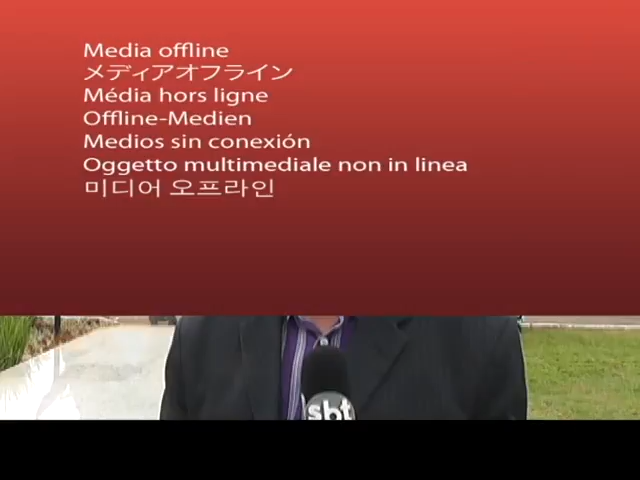 Media offline
メディアオフライン
Média hors ligne
Offline-Medien
Medios sin conexión
Oggetto multimediale non in linea
미디어 오프라인
sbt